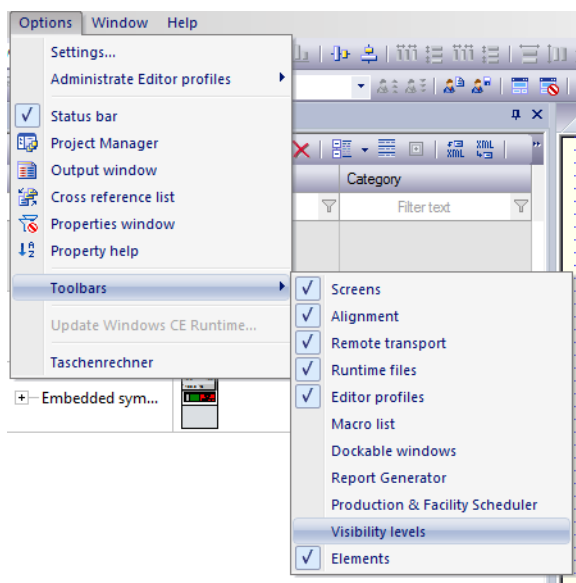 Options Window Help
Settings...
Administrate Editor profiles
Status bar
Project Manager
Output window
Cross reference list
Properties window
Property help
Toolbars
Update Windows CE Runtime...
Taschenrechner
XML XML
Category
Filter text
Embedded sym...
Screens
Alignment
Remote transport
Runtime files
Editor profiles
Macro list
Dockable windows
Report Generator
Production & Facility Scheduler
Visibility levels
Elements